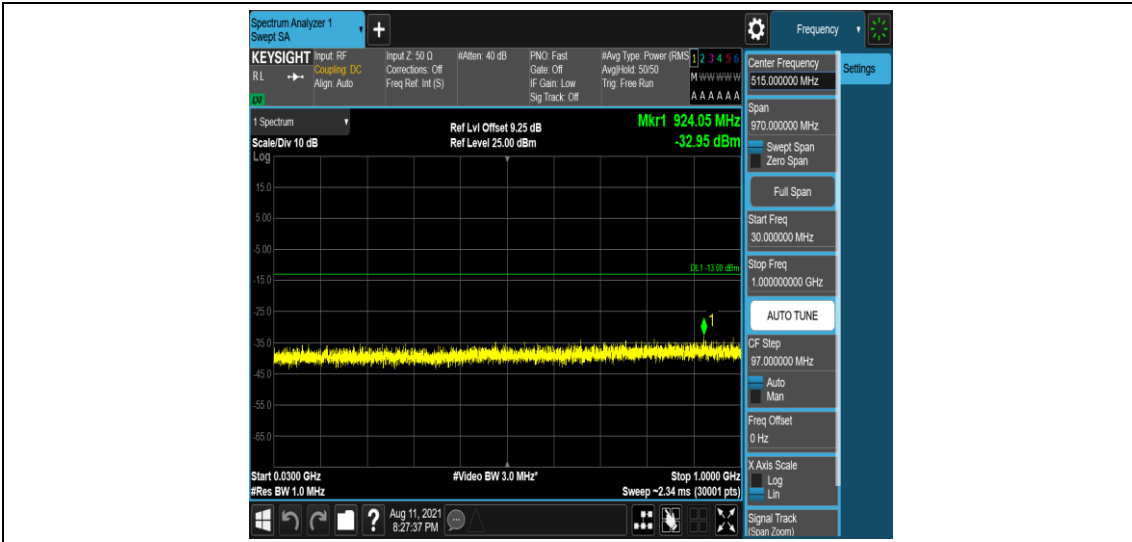 Spectrum Analyzer 1
Swept SA
Frequency
KEYSIGHT
RL
LXI
Input: RF
Coupling: DC
Align: Auto
Input Z: 50 Ω
Corrections: Off
Freq Ref: Int (S)
#Atten: 40 dB
PNO: Fast
Gate: Off
IF Gain: Low
Sig Track: Off
#Avg Type: Power (RMS
Avg|Hold: 50/50
Trig: Free Run
1 2 3 4 5 6
M W W W W W
A A A A A A
1 Spectrum
Scale/Div 10 dB
Log
Ref Lvl Offset 9.25 dB
Ref Level 25.00 dBm
Mkr1 924.05 MHz
-32.95 dBm
15.0
5.00
-5.00
DL1 -13.00 dBm
-15.0
-25.0
1
-35.0
-45.0
-55.0
-65.0
Start 0.0300 GHz
#Res BW 1.0 MHz
#Video BW 3.0 MHz*
Stop 1.0000 GHz
Sweep ~2.34 ms (30001 pts)
Center Frequency
515.000000 MHz
Span
970.000000 MHz
Swept Span
Zero Span
Full Span
Start Freq
30.000000 MHz
Stop Freq
1.000000000 GHz
AUTO TUNE
CF Step
97.000000 MHz
Auto
Man
Freq Offset
0 Hz
X Axis Scale
Log
Lin
Signal Track
(Span Zoom)
Settings
?
Aug 11, 2021
8:27:37 PM